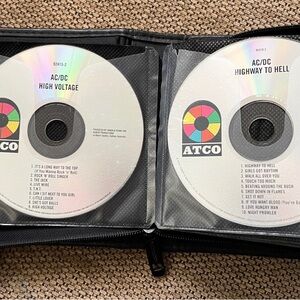 92413-2
AC/DC
HIGH VOLTAGE
CO
1. IT'S A LONG WAY TO THE TOP
(If You Wanna Rock 'n' Roll)
2. ROCK 'N' ROLL SINGER
3. THE JACK
4. LIVE WIRE
5. T.N.T.
6. CAN I SIT NEXT TO YOU GIRL
7. LITTLE LOVER
8. SHE'S GOT BALLS
9. HIGH VOLTAGE
AC/DC
HIGHWAY TO HELL
ATCO
1. HIGHWAY TO HELL
2. GIRLS GOT RHYTHM
3. WALK ALL OVER YOU
4. TOUCH TOO MUCH
5. BEATING AROUND THE BUSH
6. SHOT DOWN IN FLAMES
7. GET IT HOT
8. IF YOU WANT BLOOD (You've
9. LOVE HUNGRY MAN
10. NIGHT PROWLER